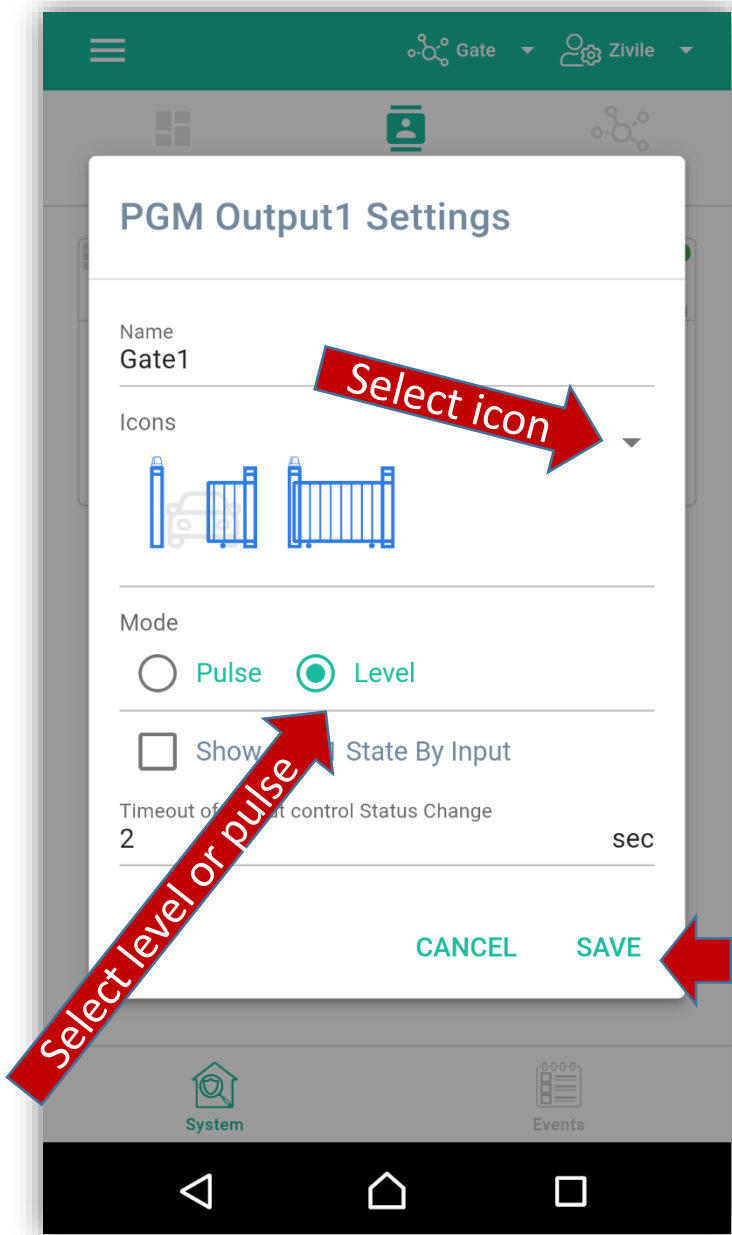 Gate
Zivile
PGM Output1 Settings
Name
Gate1
Select icon
Icons
Mode
Pulse
Level
Show State By Input
Timeout of control Status Change
2
sec
Select level or pulse
CANCEL
SAVE
System
Events